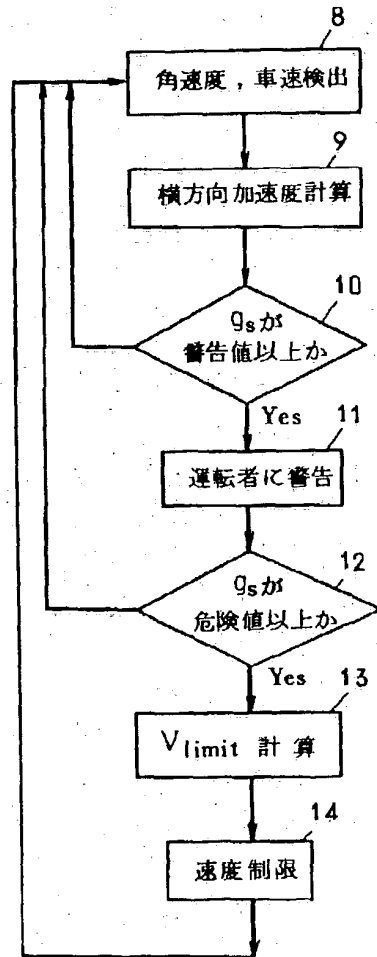 8
角速度，車速検出
9
横方向加速度計算
10
gsが
警告値以上か
Yes
11
運転者に警告
12
gsが
危険値以上か
Yes
13
Vlimit 計算
14
速度制限